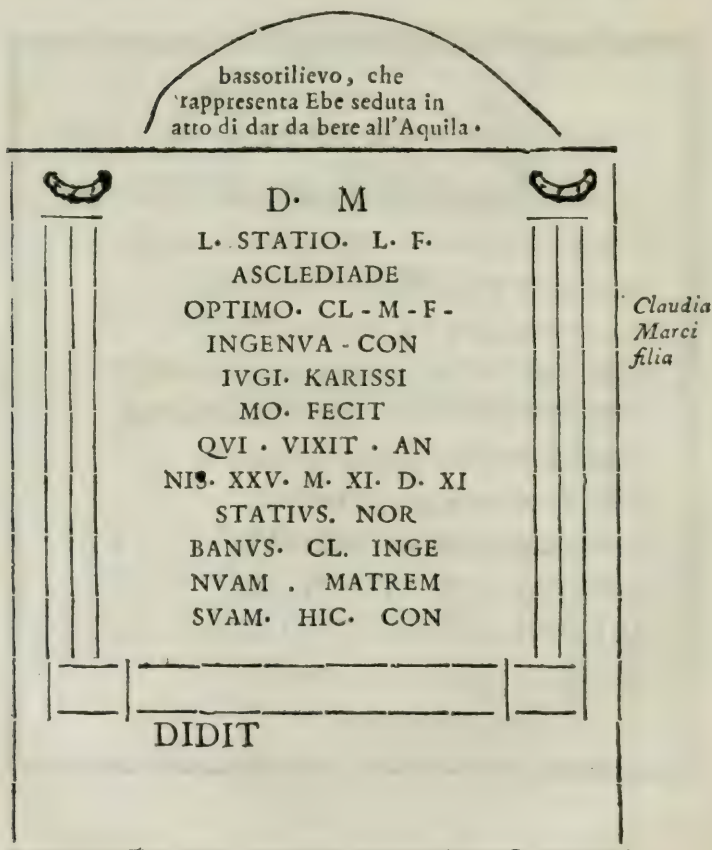 bassorilievo, che
rappresenta Ebe seduta in
atto di dar da bere all'Aquila.
D· M
L· STATIO· L· F·
ASCLEDIADE
OPTIMO· CL - M - F -
INGENVA - CON
IVGI· KARISSI
MO· FECIT
QVI · VIXIT · AN
NIS· XXV· M· XI· D· XI
STATIVS. NOR
BANVS· CL. INGE
NVAM . MATREM
SVAM· HIC· CON
DIDIT
Claudia
Marci
filia